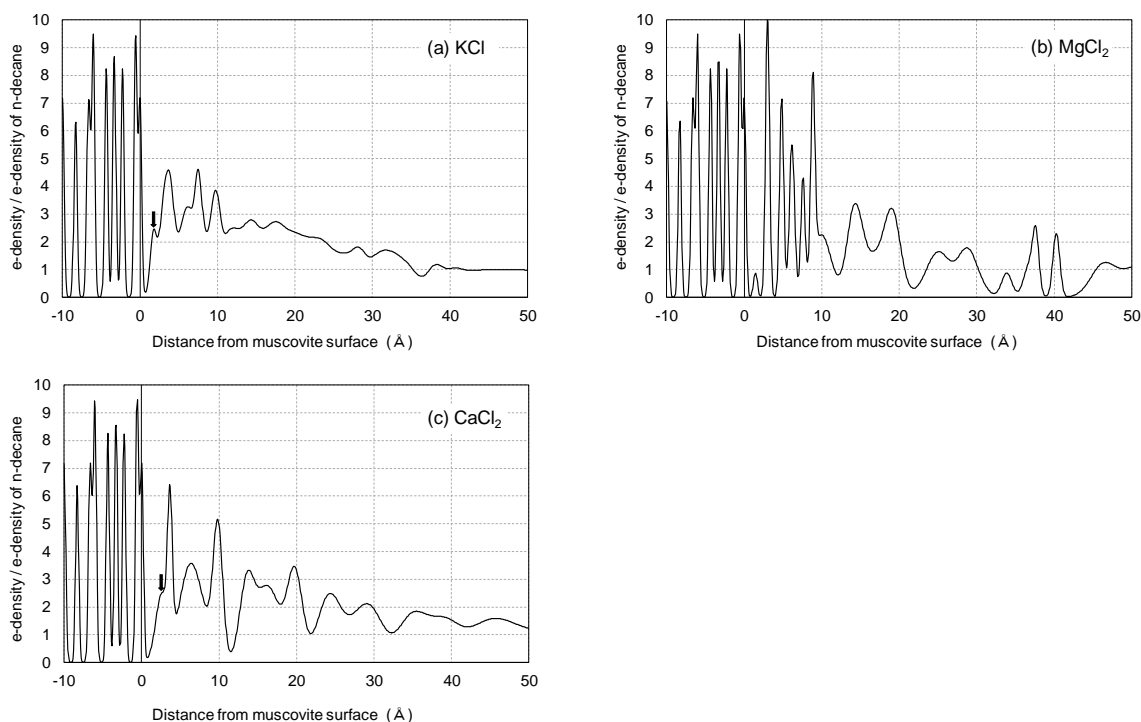 (a) KCl
10
9
8
7
6
5
4
3
2
1
0
e-density / e-density of n-decane
-10 0 10 20 30 40 50
Distance from muscovite surface (Å)
(b) MgCl₂
10
9
8
7
6
5
4
3
2
1
0
e-density / e-density of n-decane
-10 0 10 20 30 40 50
Distance from muscovite surface (Å)
(c) CaCl₂
10
9
8
7
6
5
4
3
2
1
0
e-density / e-density of n-decane
-10 0 10 20 30 40 50
Distance from muscovite surface (Å)